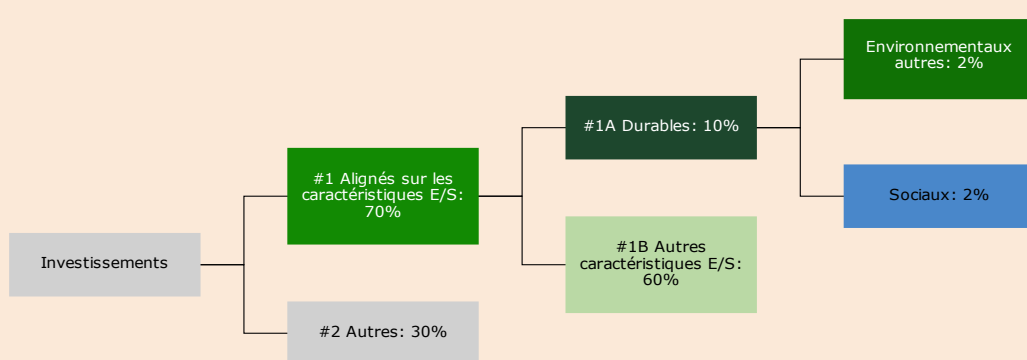 Investissements
#1 Alignés sur les
caractéristiques E/S:
70%
#2 Autres: 30%
#1A Durables: 10%
#1B Autres
caractéristiques E/S:
60%
Environnementaux
autres: 2%
Sociaux: 2%